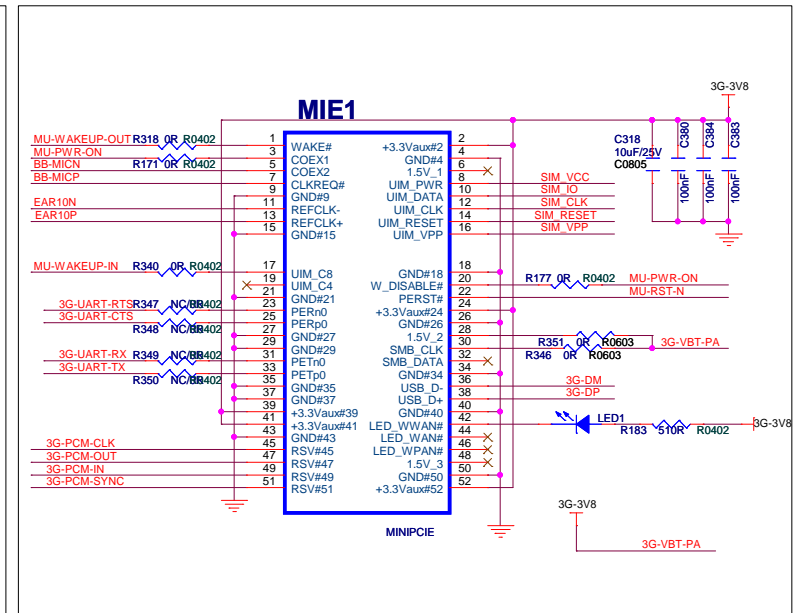 3G-3V8
MIE1
C318
10uF/25V
C0805
C380
100nF
C384
100nF
C383
100nF
MU-WAKEUP-OUT R318 0R R0402 1 WAKE#
MU-PWR-ON 3 COEX1
BB-MICN R171 0R R0402 5 COEX2
BB-MICP 7 CLKREQ#
9 GND#9
EAR10N 11 REFCLK-
EAR10P 13 REFCLK+
15 GND#15
MU-WAKEUP-IN R340 0R R0402 17 UIM_C8
19 UIM_C4
21 GND#21
3G-UART-RTS R347 23 PERn0
3G-UART-CTS R348 25 PERp0
27 GND#27
29 GND#29
3G-UART-RX R349 31 PETn0
3G-UART-TX R350 33 PETp0
35 GND#35
37 GND#37
39 +3.3Vaux#39
41 +3.3Vaux#41
43 GND#43
3G-PCM-CLK 45 RSV#45
3G-PCM-OUT 47 RSV#47
3G-PCM-IN 49 RSV#49
3G-PCM-SYNC 51 RSV#51
+3.3Vaux#2 2
GND#4 4
1.5V_1 6
UIM_PWR 8 SIM_VCC
UIM_DATA 10 SIM_IO
UIM_CLK 12 SIM_CLK
UIM_RESET 14 SIM_RESET
UIM_VPP 16 SIM_VPP
GND#18 18
W_DISABLE# 20 R177 0R R0402 MU-PWR-ON
PERST# 22 MU-RST-N
+3.3Vaux#24 24
GND#26 26
1.5V_2 28 R351 0R R0603
SMB_CLK 30 R346 0R R0603 3G-VBT-PA
SMB_DATA 32
GND#34 34
USB_D- 36 3G-DM
USB_D+ 38 3G-DP
GND#40 40
LED_WWAN# 42 LED1 R183 510R R0402 3G-3V8
LED_WAN# 44
LED_WPAN# 46
1.5V_3 48
GND#50 50
+3.3Vaux#52 52
MINIPCIE
3G-3V8
3G-VBT-PA